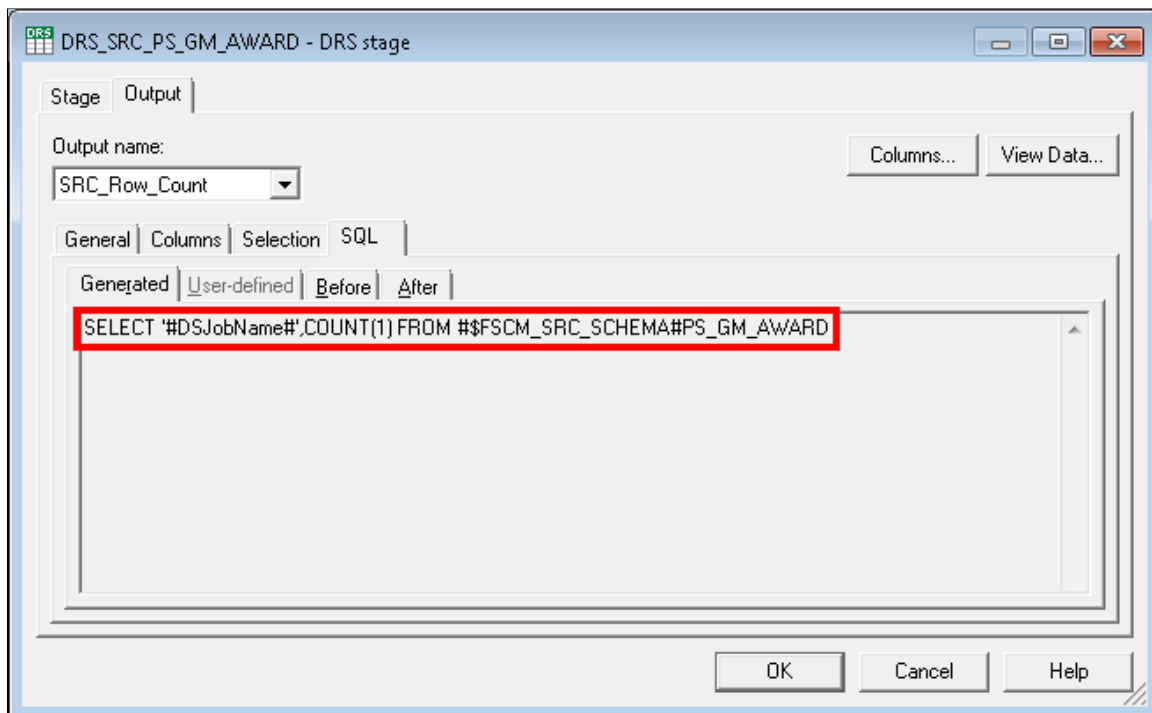 DRS
DRS_SRC_PS_GM_AWARD - DRS stage
Stage Output
Output name:
Columns... View Data...
SRC_Row_Count
General Columns Selection SQL
Generated User-defined Before After
SELECT '#DSJobName#',COUNT(1) FROM #$FSCM_SRC_SCHEMA#PS_GM_AWARD
OK Cancel Help